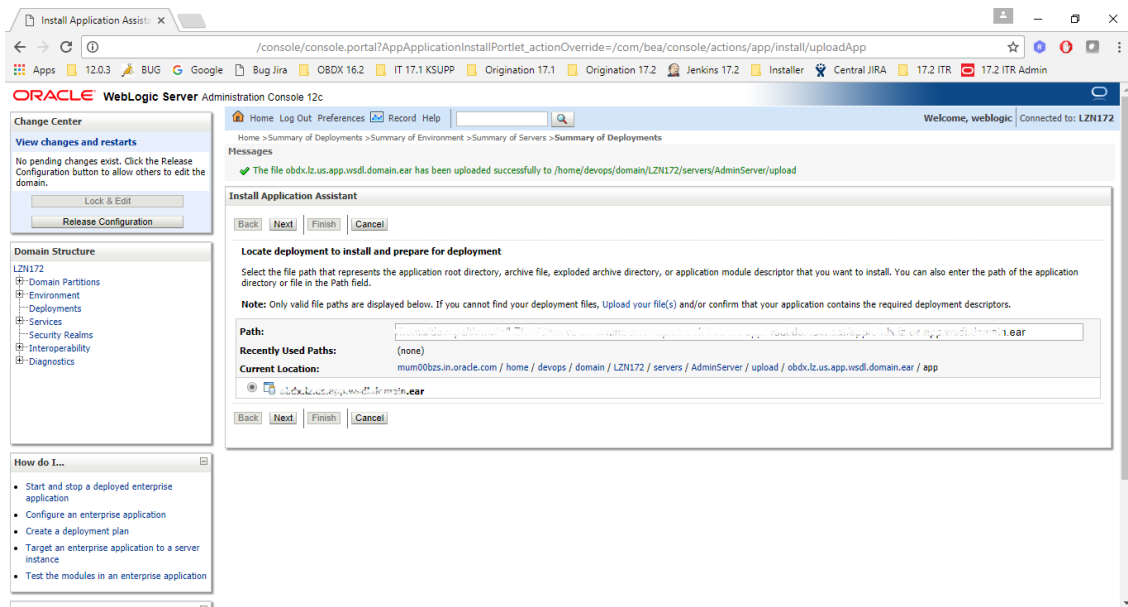 Install Application Assista
/console/console.portal?AppApplicationInstallPortlet_actionOverride=/com/bea/console/actions/app/install/uploadApp
Apps 12.0.3 BUG Google Bug Jira OBDX 16.2 IT 17.1 KSUPP Origination 17.1 Origination 17.2 Jenkins 17.2 Installer Central JIRA 17.2 ITR 17.2 ITR Admin
ORACLE WebLogic Server Administration Console 12c
Change Center
View changes and restarts
No pending changes exist. Click the Release
Configuration button to allow others to edit the
domain.
Lock & Edit
Release Configuration
Domain Structure
LZN172
Domain Partitions
Environment
Deployments
Services
Security Realms
Interoperability
Diagnostics
How do I...
Start and stop a deployed enterprise
application
Configure an enterprise application
Create a deployment plan
Target an enterprise application to a server
instance
Test the modules in an enterprise application
Home Log Out Preferences Record Help
Welcome, weblogic Connected to: LZN172
Home >Summary of Deployments >Summary of Environment >Summary of Servers >Summary of Deployments
Messages
The file obdx.lz.us.app.wsdl.domain.ear has been uploaded successfully to /home/devops/domain/LZN172/servers/AdminServer/upload
Install Application Assistant
Back Next Finish Cancel
Locate deployment to install and prepare for deployment
Select the file path that represents the application root directory, archive file, exploded archive directory, or application module descriptor that you want to install. You can also enter the path of the application
directory or file in the Path field.
Note: Only valid file paths are displayed below. If you cannot find your deployment files, Upload your file(s) and/or confirm that your application contains the required deployment descriptors.
Path:
Recently Used Paths: (none)
Current Location: mum00bzs.in.oracle.com / home / devops / domain / LZN172 / servers / AdminServer / upload / obdx.lz.us.app.wsdl.domain.ear / app
obdx.lz.us.app.wsdl.domain.ear
Back Next Finish Cancel